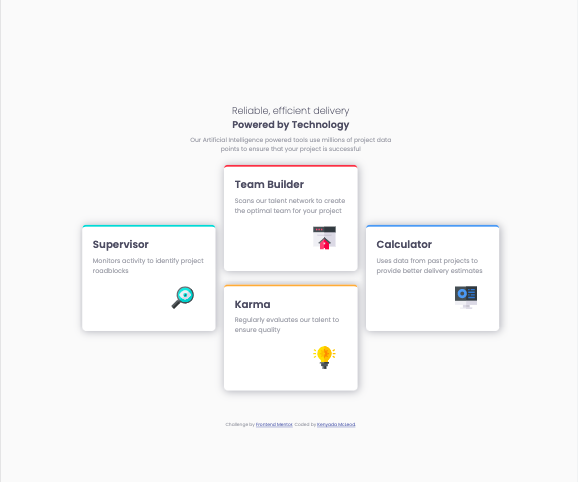 Reliable, efficient delivery
Powered by Technology
Our Artificial Intelligence powered tools use millions of project data
points to ensure that your project is successful
Supervisor
Monitors activity to identify project
roadblocks
Team Builder
Scans our talent network to create
the optimal team for your project
Karma
Regularly evaluates our talent to
ensure quality
Calculator
Uses data from past projects to
provide better delivery estimates
Challenge by Frontend Mentor. Coded by Kenyada McLeod.